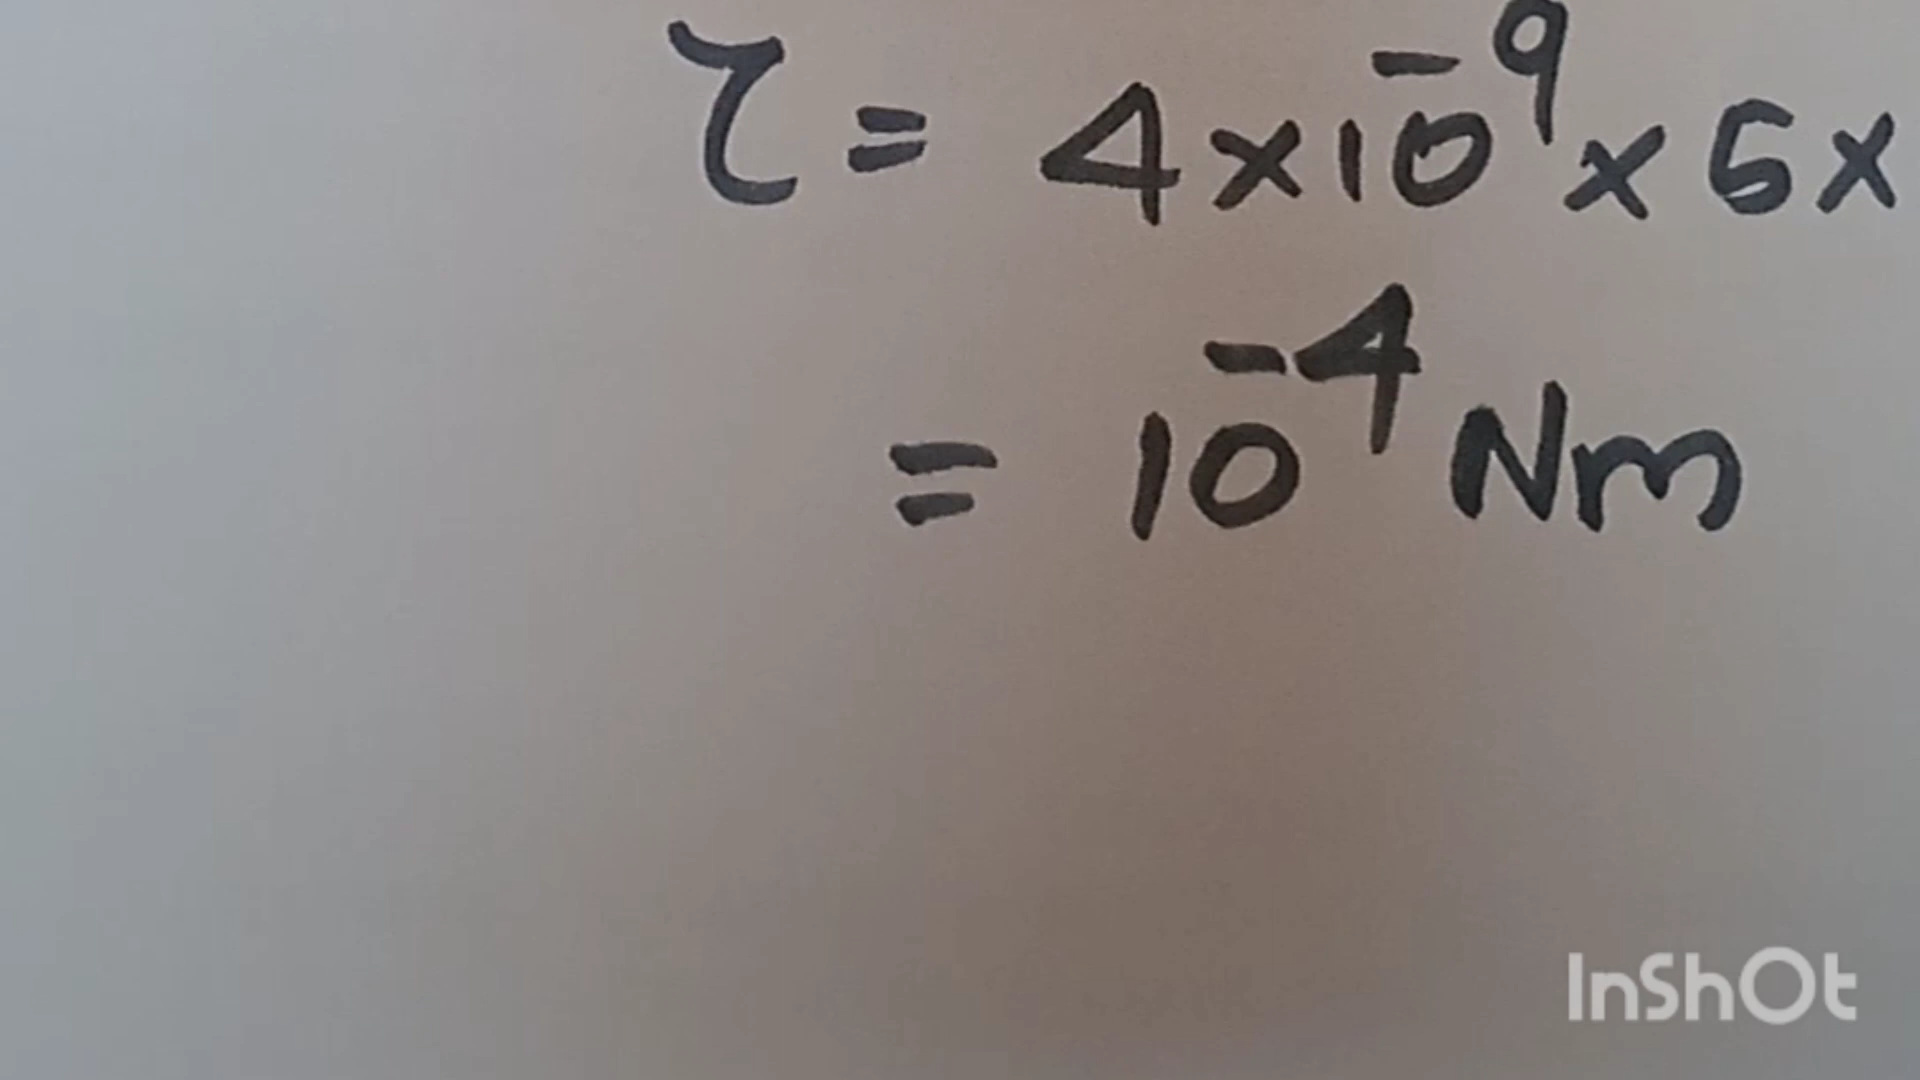 τ = 4×10⁻⁹ × 5×
= 10⁻⁴ Nm
InShOt